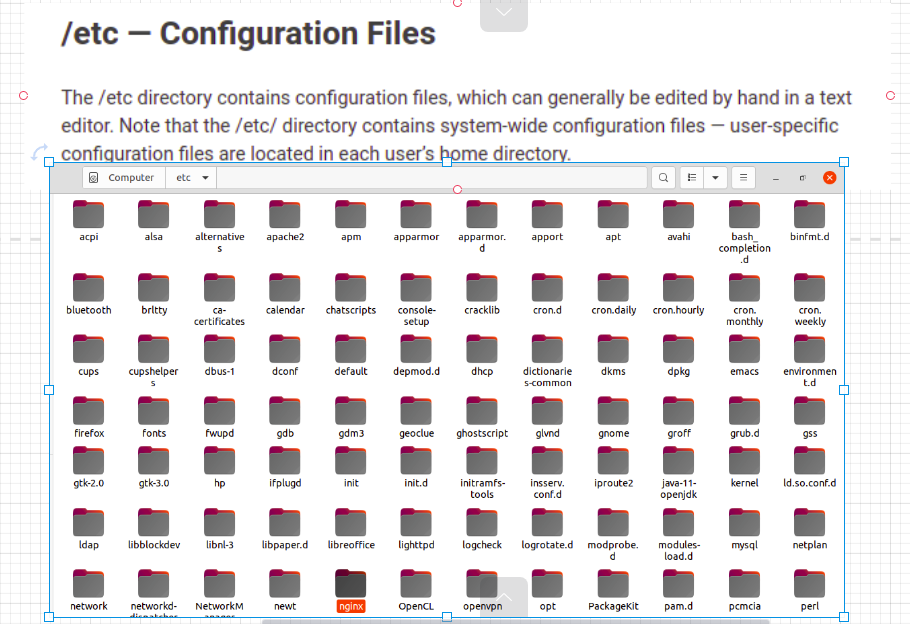 /etc — Configuration Files
The /etc directory contains configuration files, which can generally be edited by hand in a text
editor. Note that the /etc/ directory contains system-wide configuration files — user-specific
configuration files are located in each user's home directory.
Computer etc
acpi alsa alternative apache2 apm apparmor apparmor. apport apt avahi bash_ binfmt.d
s d completion
.d
bluetooth brltty ca- calendar chatscripts console- cracklib cron.d cron.daily cron.hourly cron. cron.
certificates setup monthly weekly
cups cupshelper dbus-1 dconf default depmod.d dhcp dictionarie dkms dpkg emacs environmen
s s-common t.d
firefox fonts fwupd gdb gdm3 geoclue ghostscript glvnd gnome groff grub.d gss
gtk-2.0 gtk-3.0 hp ifplugd init init.d initramfs- insserv. iproute2 java-11- kernel ld.so.conf.d
tools conf.d openjdk
ldap libblockdev libnl-3 libpaper.d libreoffice lighttpd logcheck logrotate.d modprobe. modules- mysql netplan
d load.d
network networkd- NetworkM newt nginx OpenCL openvpn opt PackageKit pam.d pcmcia perl